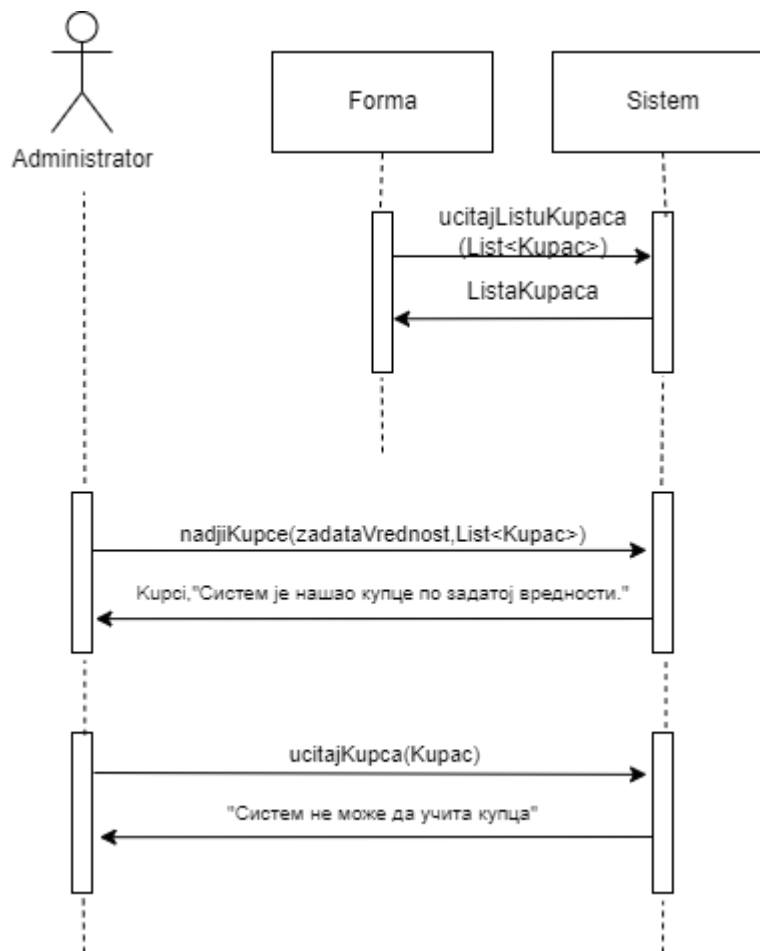 Administrator
Forma
Sistem
ucitajListuKupaca
(List<Kupac>)
ListaKupaca
nadjiKupce(zadataVrednost,List<Kupac>)
Kupci,"Систем је нашао купце по задатој вредности."
ucitajKupca(Kupac)
"Систем не може да учита купца"